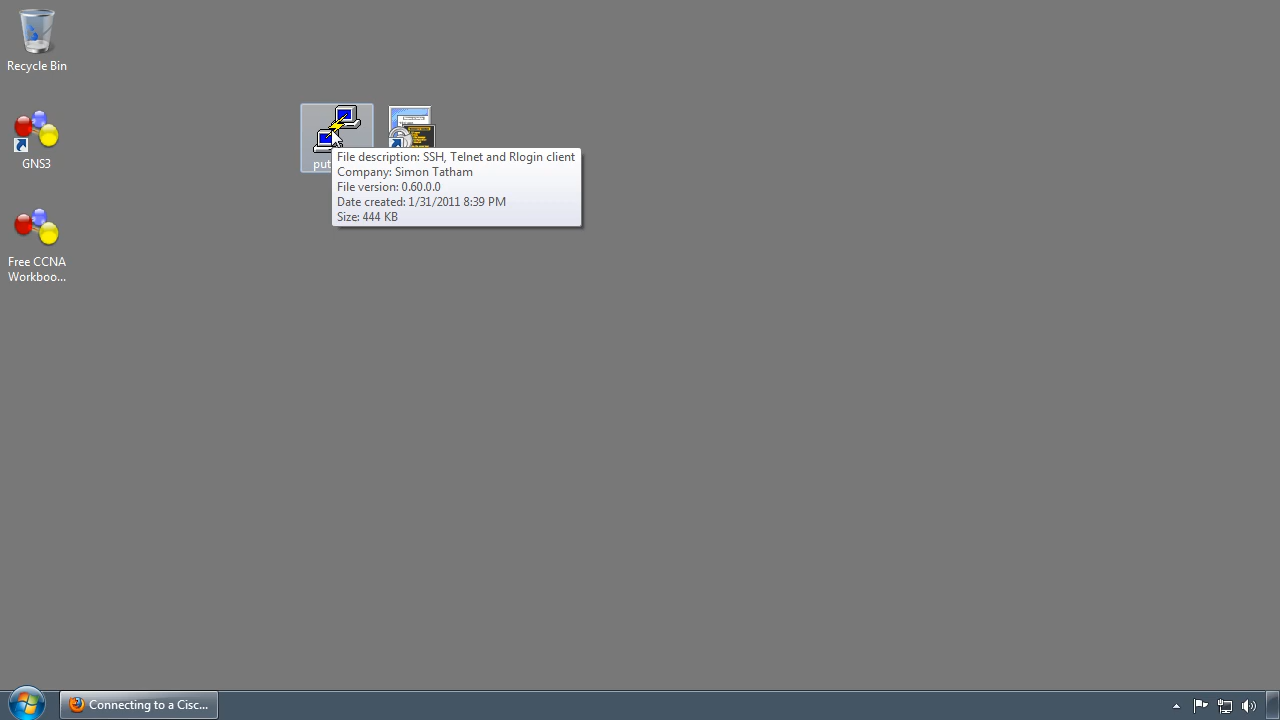 Recycle Bin
GNS3
Free CCNA
Workboo...
put
File description: SSH, Telnet and Rlogin client
Company: Simon Tatham
File version: 0.60.0.0
Date created: 1/31/2011 8:39 PM
Size: 444 KB
Connecting to a Cisc...